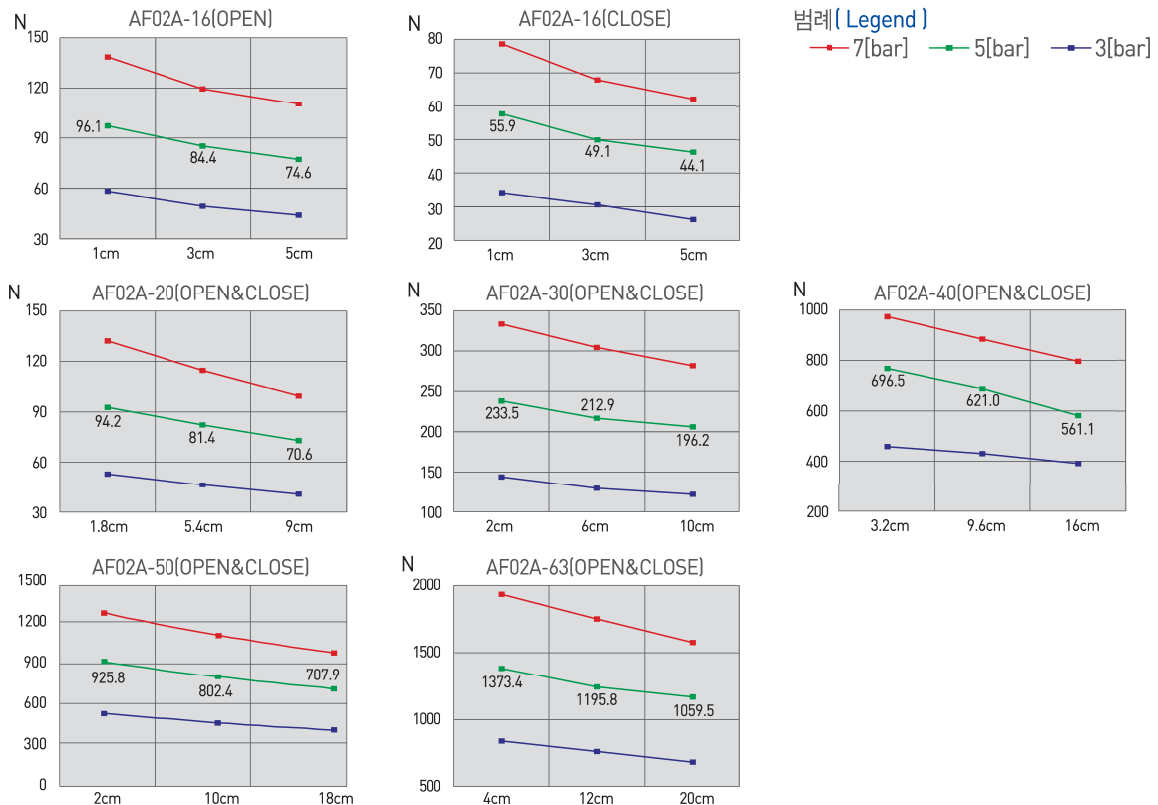 AF02A-16(OPEN)
N
150
120
90
60
30
96.1
84.4
74.6
1cm 3cm 5cm
AF02A-16(CLOSE)
N
80
70
60
50
40
30
20
55.9
49.1
44.1
1cm 3cm 5cm
범례( Legend )
7[bar] 5[bar] 3[bar]
AF02A-20(OPEN&CLOSE)
N
150
120
90
60
30
94.2
81.4
70.6
1.8cm 5.4cm 9cm
AF02A-30(OPEN&CLOSE)
N
350
300
250
200
150
100
233.5
212.9
196.2
2cm 6cm 10cm
AF02A-40(OPEN&CLOSE)
N
1000
800
600
400
200
696.5
621.0
561.1
3.2cm 9.6cm 16cm
AF02A-50(OPEN&CLOSE)
1500
1200
900
600
300
0
925.8
802.4
707.9
2cm 10cm 18cm
AF02A-63(OPEN&CLOSE)
N
2000
1500
1000
500
1373.4
1195.8
1059.5
4cm 12cm 20cm